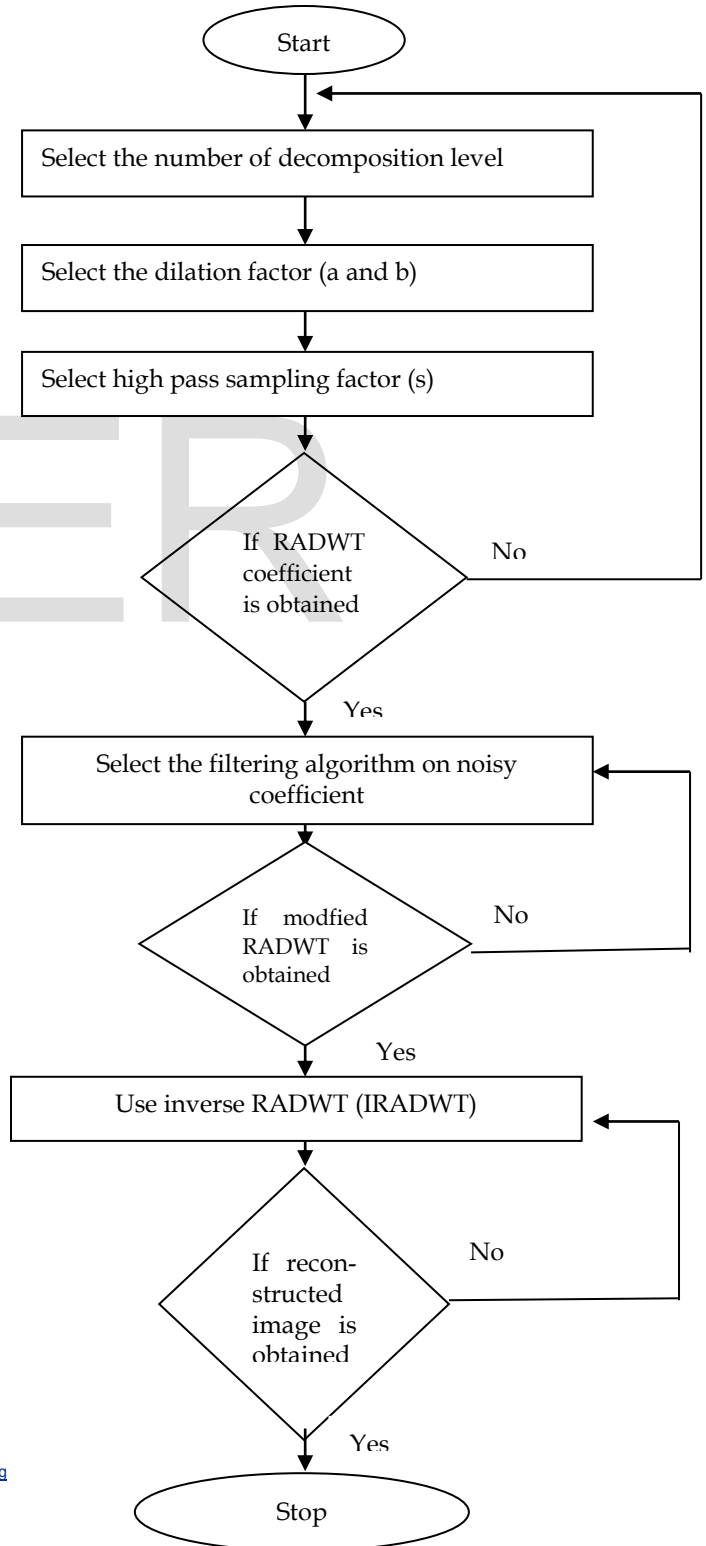 Start
Select the number of decomposition level
Select the dilation factor (a and b)
Select high pass sampling factor (s)
ER
If RADWT
coefficient
is obtained
No
Yes
Select the filtering algorithm on noisy
coefficient
If modfied
RADWT is
obtained
No
Yes
Use inverse RADWT (IRADWT)
If recon-
structed
image is
obtained
No
Yes
g
Stop